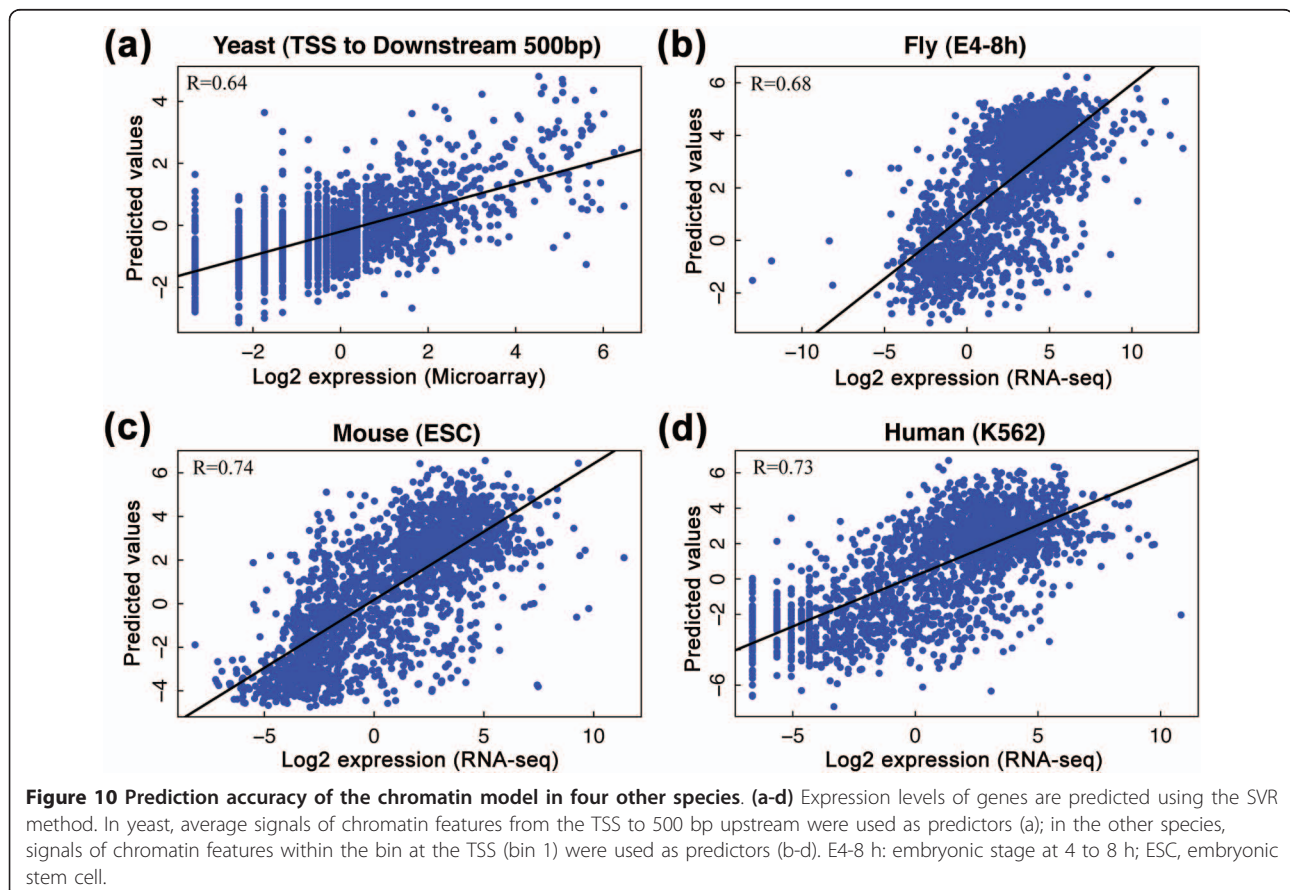 (a)
Yeast (TSS to Downstream 500bp)
R=0.64
Predicted values
4
2
0
−2
−2 0 2 4 6
Log2 expression (Microarray)
(b)
Fly (E4-8h)
R=0.68
Predicted values
6
4
2
0
−2
−10 −5 0 5 10
Log2 expression (RNA-seq)
(c)
Mouse (ESC)
R=0.74
Predicted values
6
4
2
0
−2
−4
−5 0 5 10
Log2 expression (RNA-seq)
(d)
Human (K562)
R=0.73
Predicted values
6
4
2
0
−2
−6
−5 0 5 10
Log2 expression (RNA-seq)
Figure 10 Prediction accuracy of the chromatin model in four other species. (a-d) Expression levels of genes are predicted using the SVR
method. In yeast, average signals of chromatin features from the TSS to 500 bp upstream were used as predictors (a); in the other species,
signals of chromatin features within the bin at the TSS (bin 1) were used as predictors (b-d). E4-8 h: embryonic stage at 4 to 8 h; ESC, embryonic
stem cell.